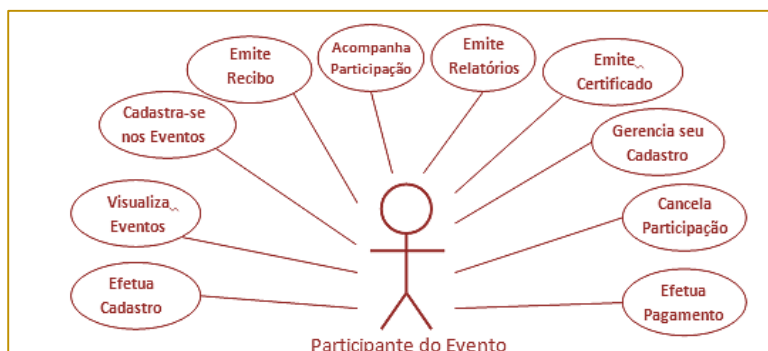 Emite
Recibo
Acompanha
Participação
Emite
Relatórios
Emite
Certificado
Cadastra-se
nos Eventos
Gerencia seu
Cadastro
Visualiza
Eventos
Cancela
Participação
Efetua
Cadastro
Efetua
Pagamento
Participante do Evento